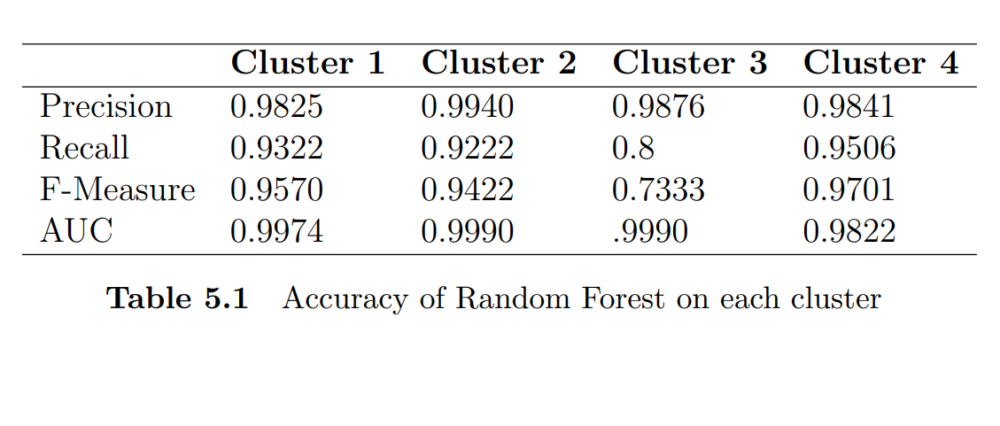 Cluster 1 Cluster 2 Cluster 3 Cluster 4
Precision 0.9825 0.9940 0.9876 0.9841
Recall 0.9322 0.9222 0.8 0.9506
F-Measure 0.9570 0.9422 0.7333 0.9701
AUC 0.9974 0.9990 .9990 0.9822
Table 5.1 Accuracy of Random Forest on each cluster